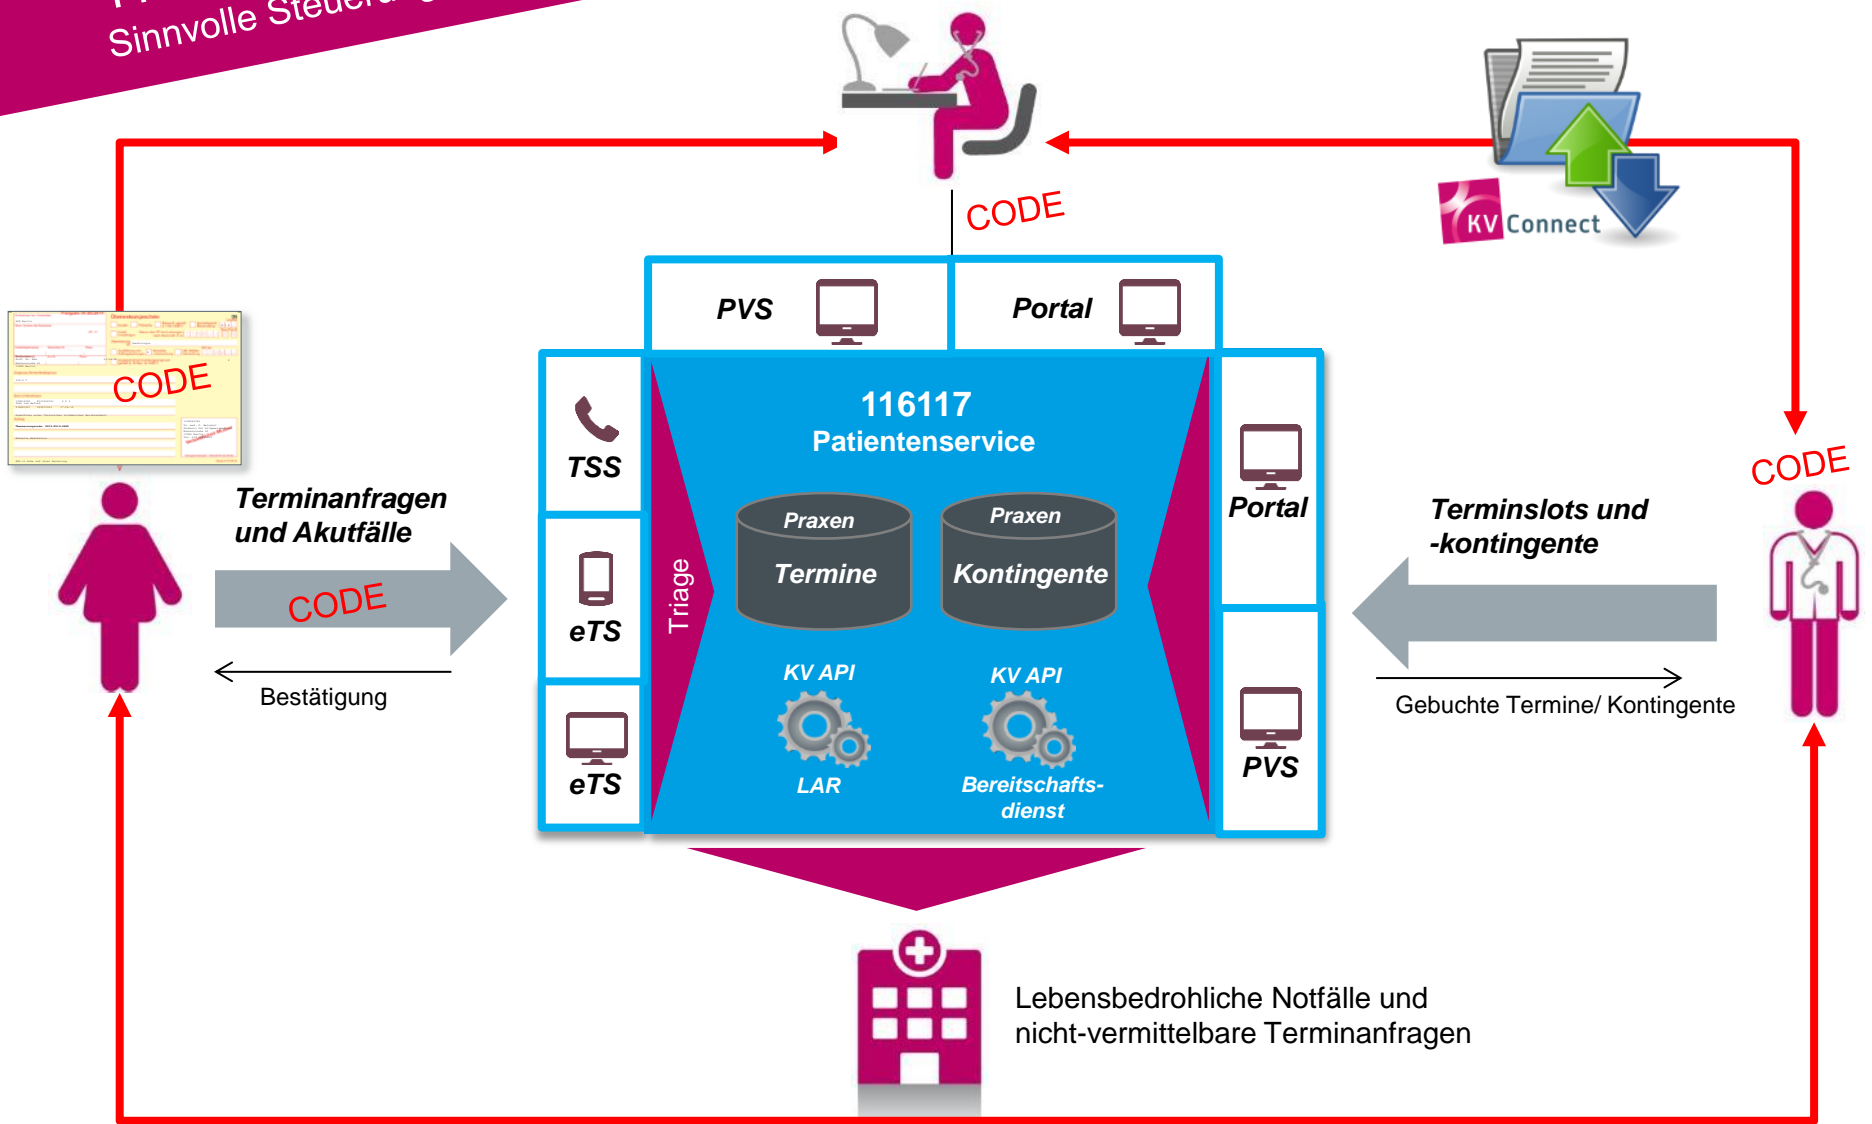 Sinnvolle
CODE
KV Connect
PVS
Portal
CODE
116117
Patientenservice
TSS
Portal
CODE
Terminanfragen
und Akutfälle
Praxen
Praxen
Terminslots und
-kontingente
Termine
Kontingente
Triage
CODE
eTS
KV API
KV API
Bestätigung
Gebuchte Termine/ Kontingente
PVS
eTS
LAR
Bereitschafts-
dienst
Lebensbedrohliche Notfälle und
nicht-vermittelbare Terminanfragen